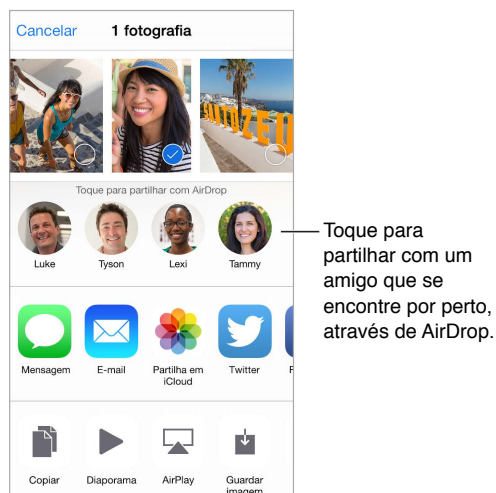 Cancelar 1 fotografia
Toque para partilhar com AirDrop
Luke Tyson Lexi Tammy
Toque para
partilhar com um
amigo que se
encontre por perto,
através de AirDrop.
Mensagem E-mail Partilha em Twitter
iCloud
Copiar Diaporama AirPlay Guardar
imagem